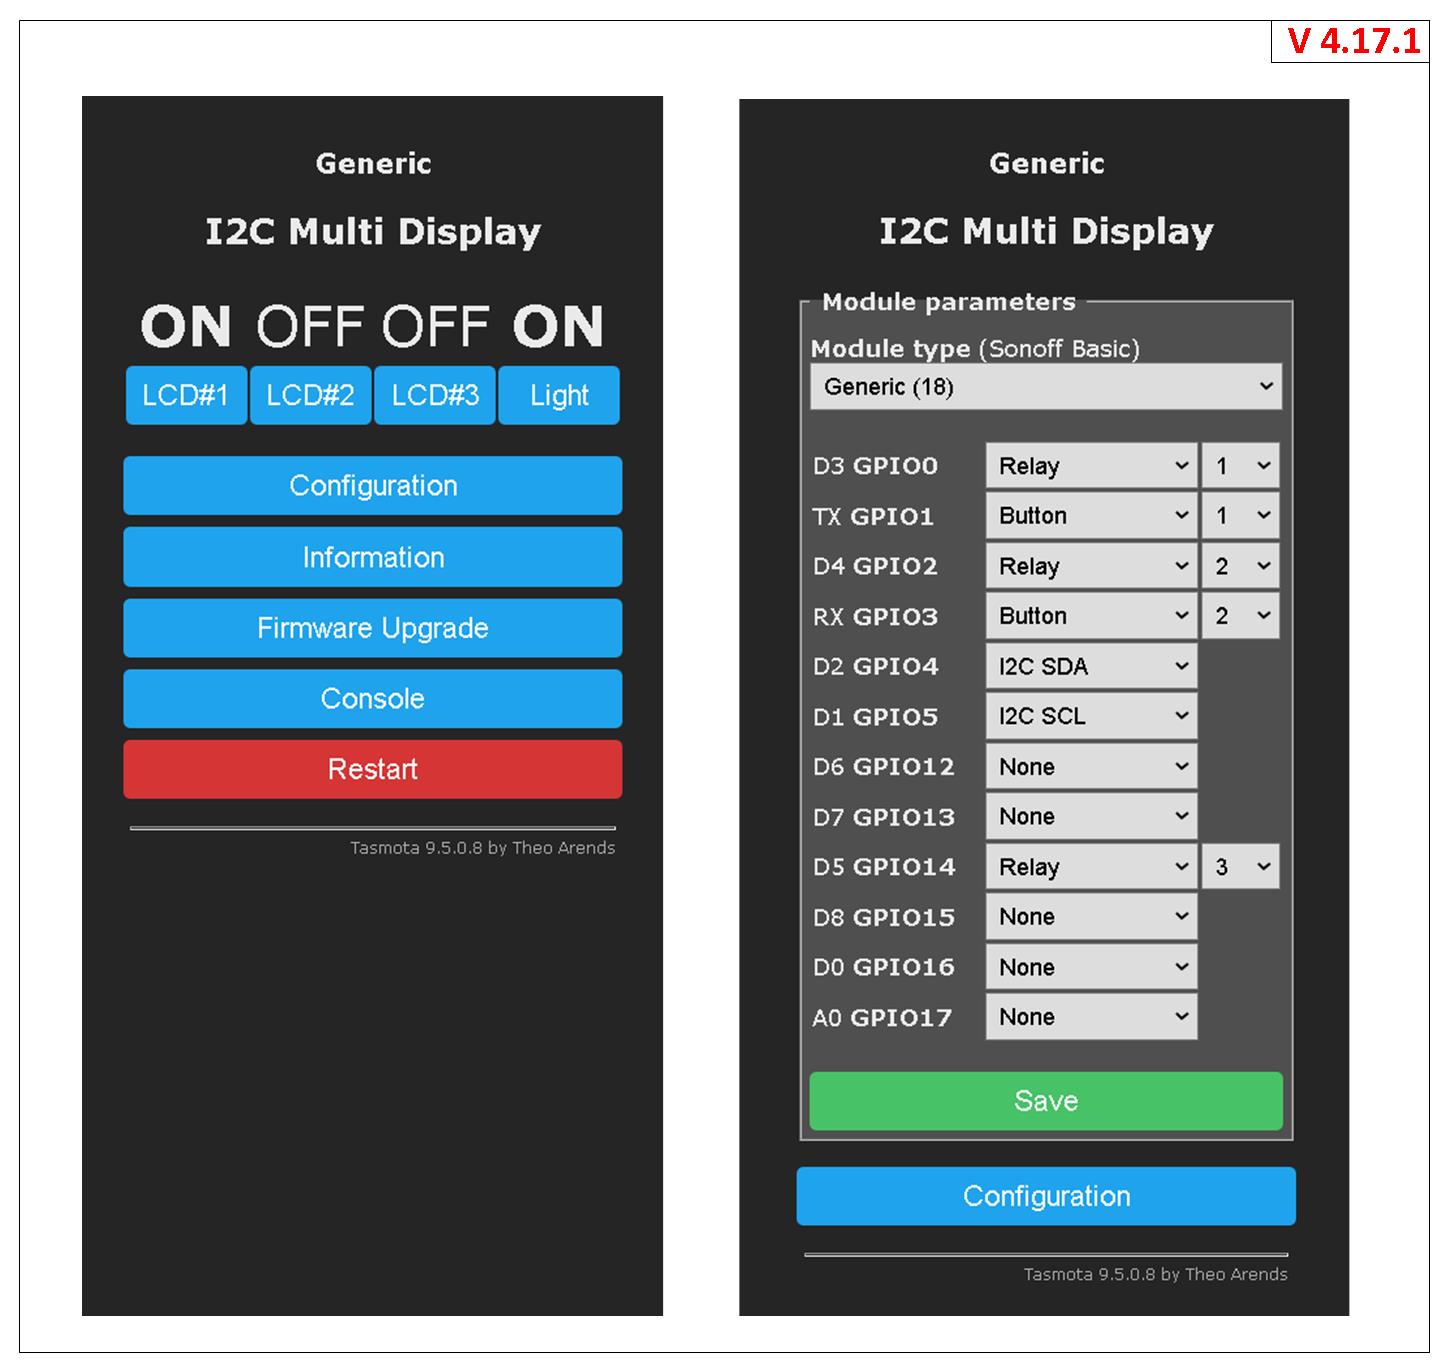 V 4.17.1
Generic
I2C Multi Display
ON OFF OFF ON
LCD#1 LCD#2 LCD#3 Light
Configuration
Information
Firmware Upgrade
Console
Restart
Tasmota 9.5.0.8 by Theo Arends
Generic
I2C Multi Display
Module parameters
Module type (Sonoff Basic)
Generic (18)
D3 GPIO0 Relay 1
TX GPIO1 Button 1
D4 GPIO2 Relay 2
RX GPIO3 Button 2
D2 GPIO4 I2C SDA
D1 GPIO5 I2C SCL
D6 GPIO12 None
D7 GPIO13 None
D5 GPIO14 Relay 3
D8 GPIO15 None
D0 GPIO16 None
A0 GPIO17 None
Save
Configuration
Tasmota 9.5.0.8 by Theo Arends